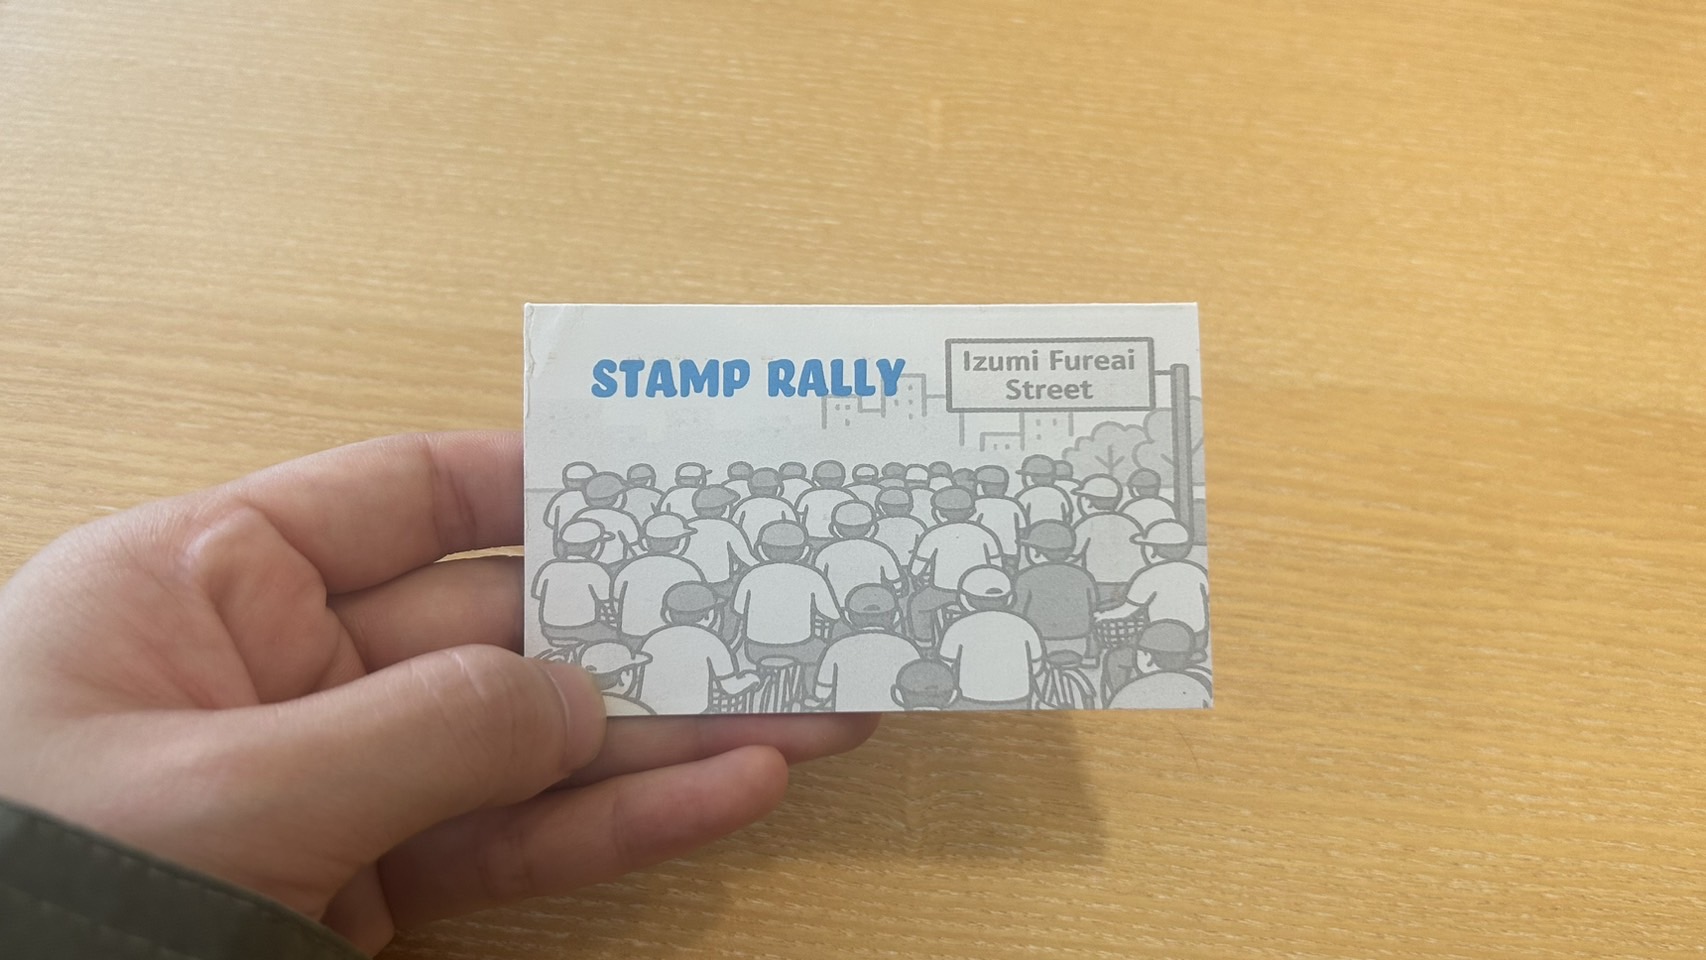 STAMP RALLY
Izumi Fureai
Street